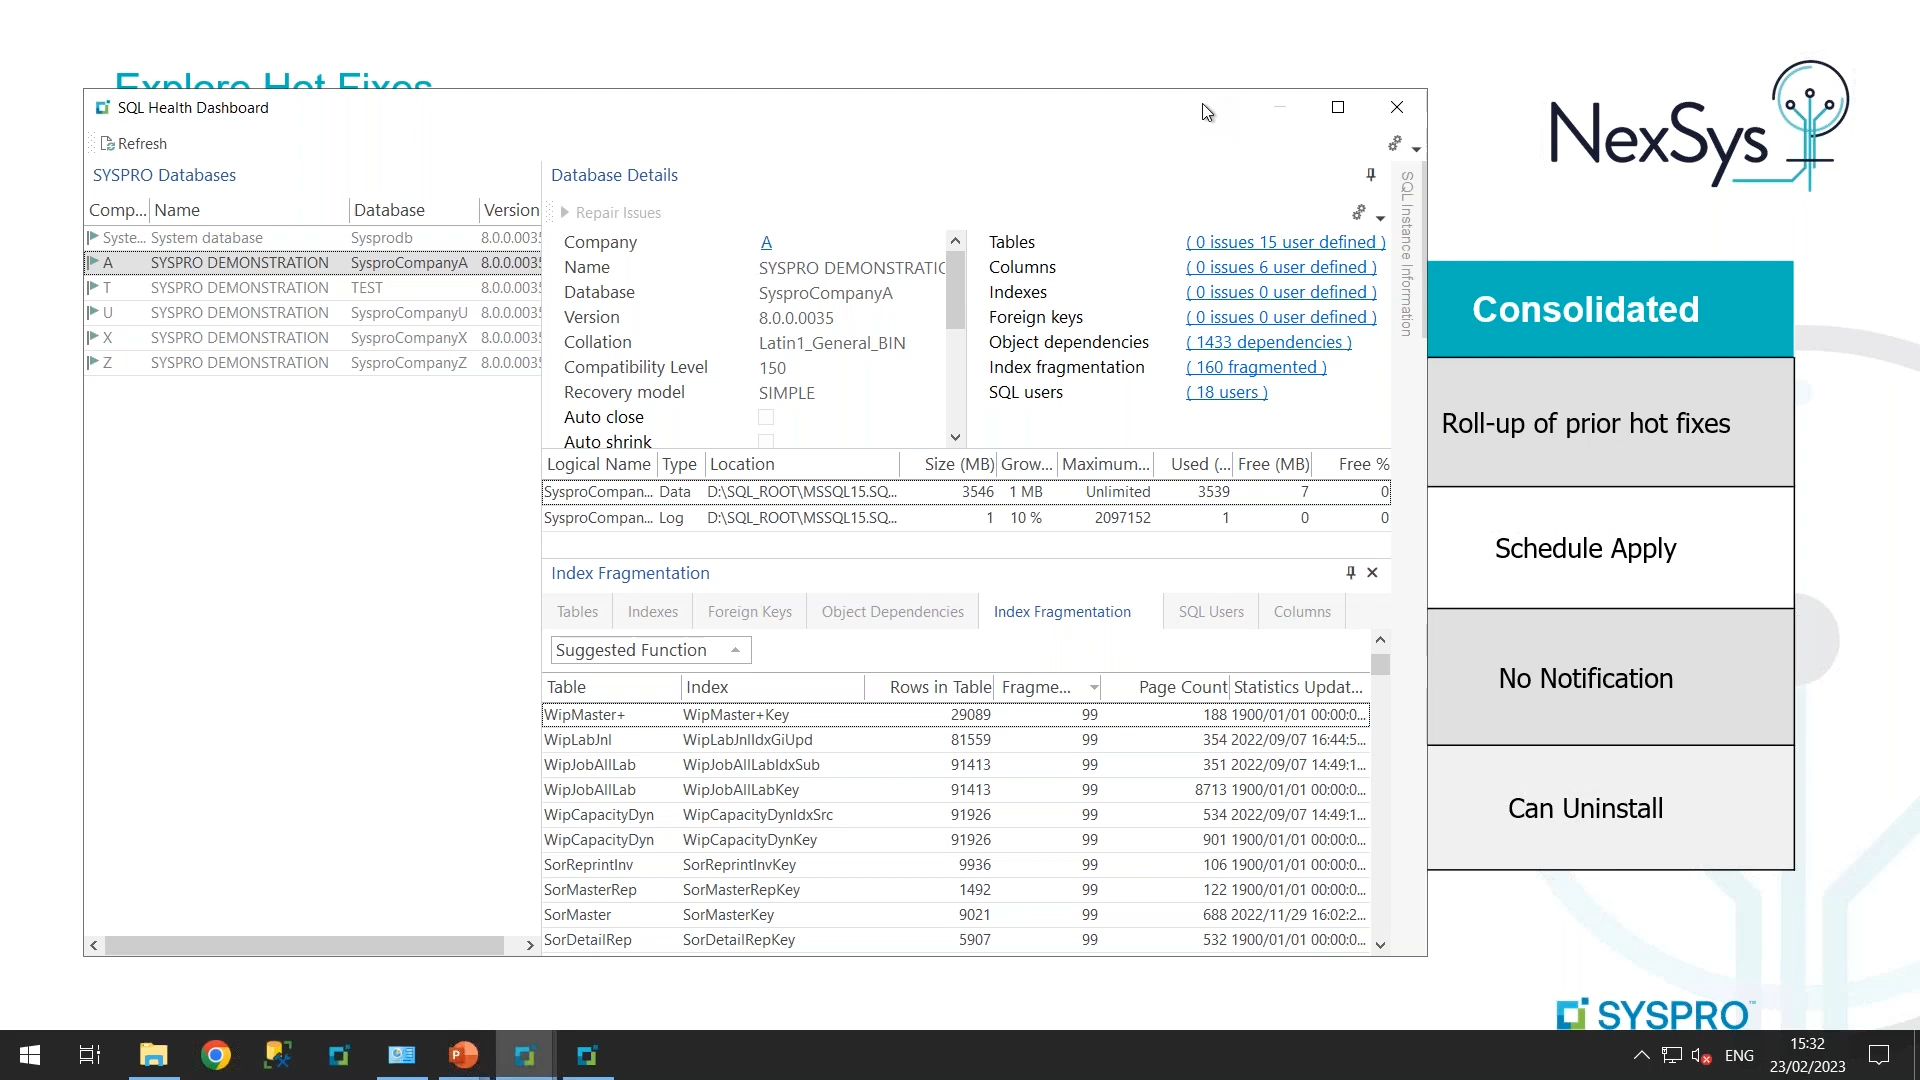 Explore Hot Fixes
NexSys
SQL Health Dashboard
Refresh
SYSPRO Databases
Comp... Name Database Version
Syste... System database Sysprodb 8.0.0.0035
A SYSPRO DEMONSTRATION SysproCompanyA 8.0.0.0035
T SYSPRO DEMONSTRATION TEST 8.0.0.0035
U SYSPRO DEMONSTRATION SysproCompanyU 8.0.0.0035
X SYSPRO DEMONSTRATION SysproCompanyX 8.0.0.0035
Z SYSPRO DEMONSTRATION SysproCompanyZ 8.0.0.0035
Database Details
Repair Issues
Company A
Name SYSPRO DEMONSTRATIO
Database SysproCompanyA
Version 8.0.0.0035
Collation Latin1_General_BIN
Compatibility Level 150
Recovery model SIMPLE
Auto close
Auto shrink
Tables ( 0 issues 15 user defined )
Columns ( 0 issues 6 user defined )
Indexes ( 0 issues 0 user defined )
Foreign keys ( 0 issues 0 user defined )
Object dependencies ( 1433 dependencies )
Index fragmentation ( 160 fragmented )
SQL users ( 18 users )
SQL Instance Information
Logical Name Type Location Size (MB) Grow... Maximum... Used (... Free (MB) Free %
SysproCompan... Data D:\SQL_ROOT\MSSQL15.SQ... 3546 1 MB Unlimited 3539 7 0
SysproCompan... Log D:\SQL_ROOT\MSSQL15.SQ... 1 10 % 2097152 1 0 0
Index Fragmentation
Tables Indexes Foreign Keys Object Dependencies Index Fragmentation SQL Users Columns
Suggested Function
Table Index Rows in Table Fragme... Page Count Statistics Updat...
WipMaster+ WipMaster+Key 29089 99 188 1900/01/01 00:00:0...
WipLabJnl WipLabJnlIdxGiUpd 81559 99 354 2022/09/07 16:44:5...
WipJobAllLab WipJobAllLabIdxSub 91413 99 351 2022/09/07 14:49:1...
WipJobAllLab WipJobAllLabKey 91413 99 8713 1900/01/01 00:00:0...
WipCapacityDyn WipCapacityDynIdxSrc 91926 99 534 2022/09/07 14:49:1...
WipCapacityDyn WipCapacityDynKey 91926 99 901 1900/01/01 00:00:0...
SorReprintInv SorReprintInvKey 9936 99 106 1900/01/01 00:00:0...
SorMasterRep SorMasterRepKey 1492 99 122 1900/01/01 00:00:0...
SorMaster SorMasterKey 9021 99 688 2022/11/29 16:02:2...
SorDetailRep SorDetailRepKey 5907 99 532 1900/01/01 00:00:0...
Consolidated
Roll-up of prior hot fixes
Schedule Apply
No Notification
Can Uninstall
SYSPRO™
ENG
15:32
23/02/2023